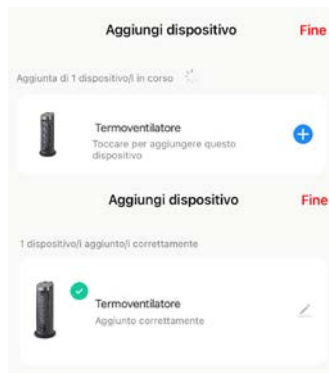 Aggiungi dispositivo Fine
Aggiunta di 1 dispositivo/i in corso
Termoventilatore
Toccare per aggiungere questo
dispositivo
Aggiungi dispositivo Fine
1 dispositivo/i aggiunto/i correttamente
Termoventilatore
Aggiunto correttamente